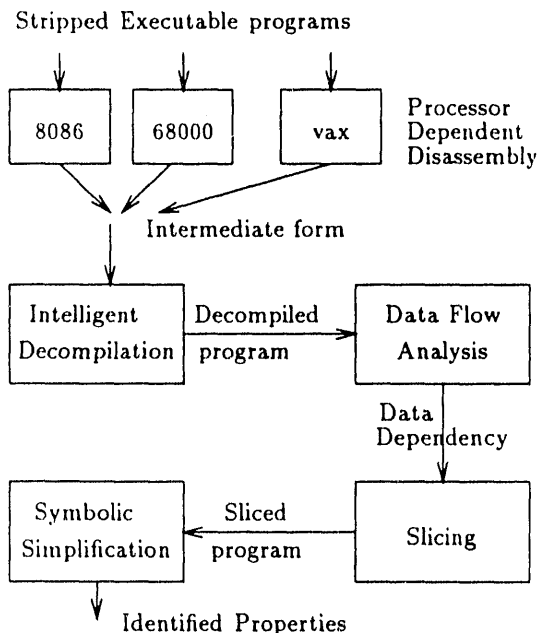 Stripped Executable programs
8086
68000
vax
Processor
Dependent
Disassembly
Intermediate form
Intelligent
Decompilation
Decompiled
program
Data Flow
Analysis
Data
Dependency
Symbolic
Simplification
Sliced
program
Slicing
Identified Properties